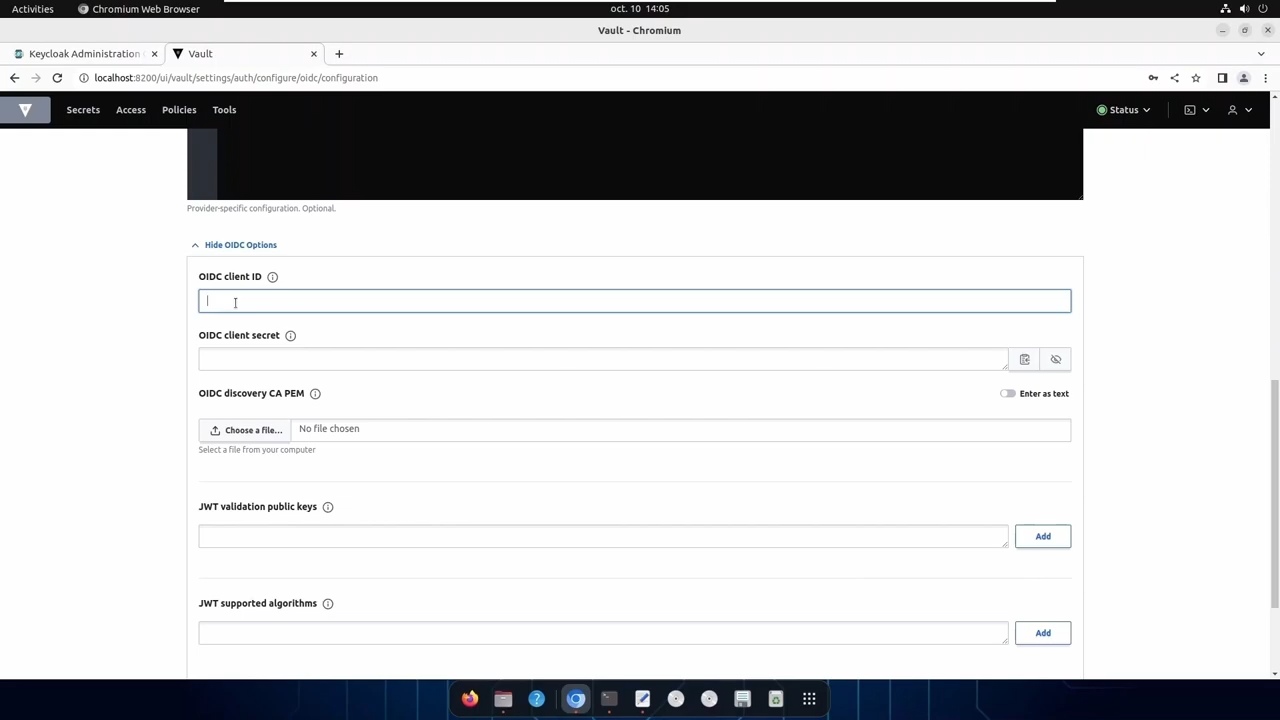 Activities
Chromium Web Browser
oct. 10 14:05
Vault - Chromium
Keycloak Administration
Vault
localhost:8200/ui/vault/settings/auth/configure/oidc/configuration
Secrets
Access
Policies
Tools
Status
Provider-specific configuration. Optional.
Hide OIDC Options
OIDC client ID
OIDC client secret
OIDC discovery CA PEM
Enter as text
Choose a file...
No file chosen
Select a file from your computer
JWT validation public keys
Add
JWT supported algorithms
Add